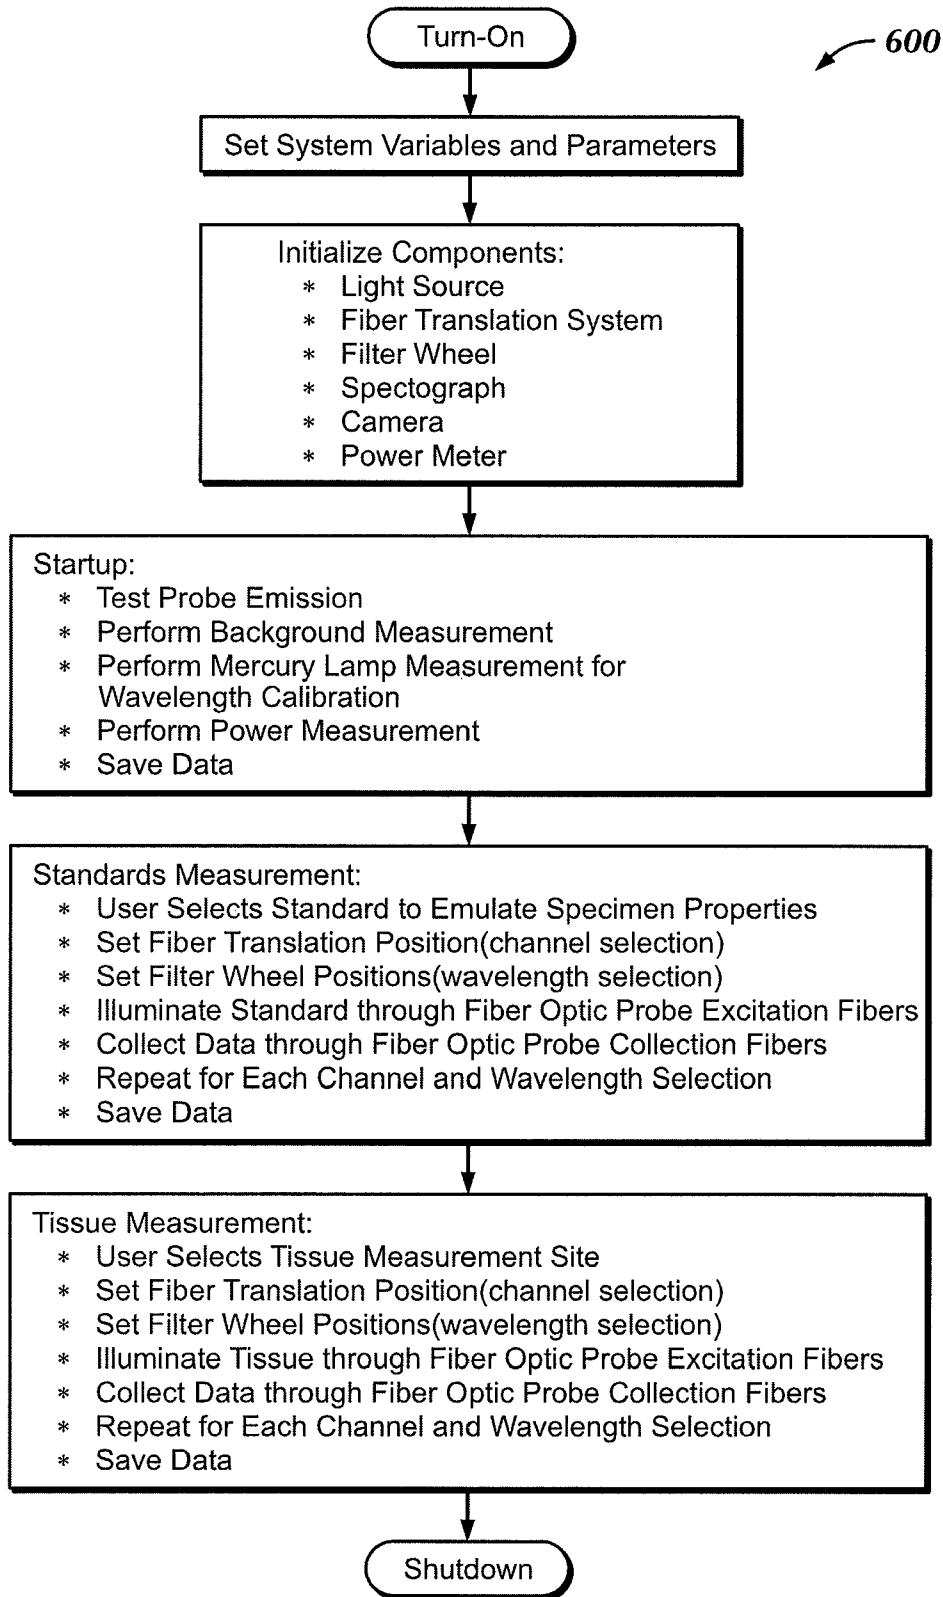 Turn-On
600
Set System Variables and Parameters
Initialize Components:
* Light Source
* Fiber Translation System
* Filter Wheel
* Spectograph
* Camera
* Power Meter
Startup:
* Test Probe Emission
* Perform Background Measurement
* Perform Mercury Lamp Measurement for
Wavelength Calibration
* Perform Power Measurement
* Save Data
Standards Measurement:
* User Selects Standard to Emulate Specimen Properties
* Set Fiber Translation Position(channel selection)
* Set Filter Wheel Positions(wavelength selection)
* Illuminate Standard through Fiber Optic Probe Excitation Fibers
* Collect Data through Fiber Optic Probe Collection Fibers
* Repeat for Each Channel and Wavelength Selection
* Save Data
Tissue Measurement:
* User Selects Tissue Measurement Site
* Set Fiber Translation Position(channel selection)
* Set Filter Wheel Positions(wavelength selection)
* Illuminate Tissue through Fiber Optic Probe Excitation Fibers
* Collect Data through Fiber Optic Probe Collection Fibers
* Repeat for Each Channel and Wavelength Selection
* Save Data
Shutdown